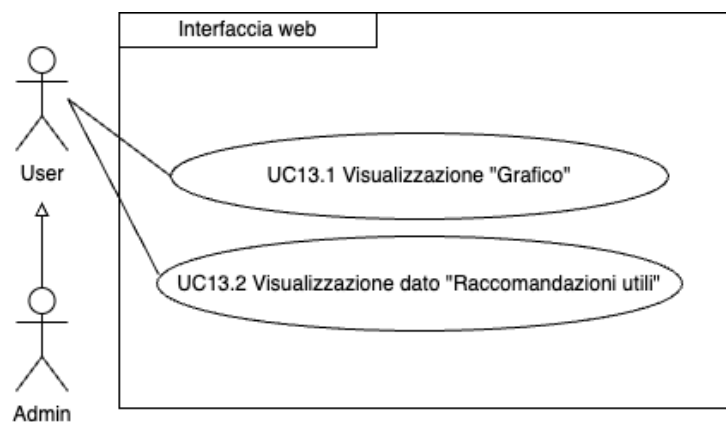 Interfaccia web
User
UC13.1 Visualizzazione "Grafico"
UC13.2 Visualizzazione dato "Raccomandazioni utili"
Admin